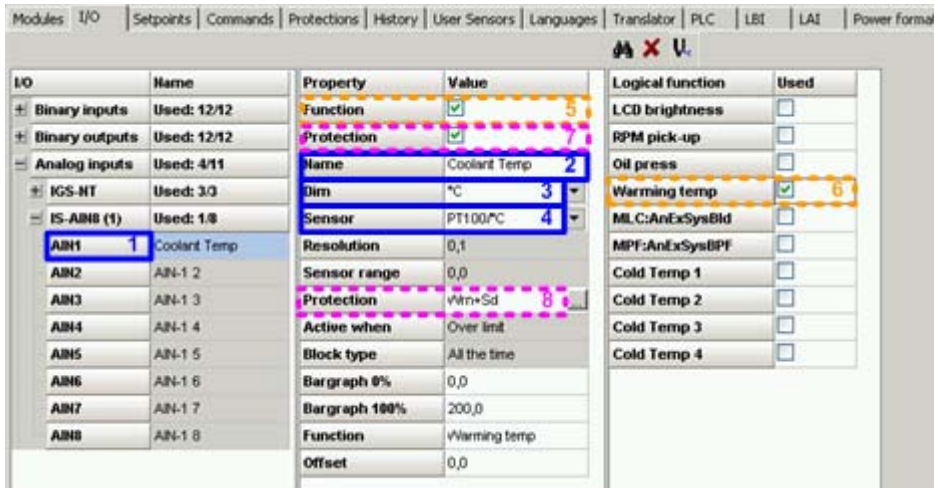 Modules I/O Setpoints Commands Protections History User Sensors Languages Translator PLC LBI LAI Power forma
I/O Name Property Value Logical function Used
Binary inputs Used: 12/12 Function 5 LCD brightness
Binary outputs Used: 12/12 Protection 7 RPM pick-up
Analog inputs Used: 4/11 Name Coolant Temp 2 Oil press
IGS-NT Used: 3/3 Dim °C 3 Warming temp 6
IS-AIN8 (1) Used: 1/8 Sensor PT100/°C 4 MLC:AnExSysBld
AIN1 1 Coolant Temp Resolution 0,1 MPF:AnExSysBPF
AIN2 AIN-1 2 Sensor range 0,0 Cold Temp 1
AIN3 AIN-1 3 Protection Wrn+Sd 8 ... Cold Temp 2
AIN4 AIN-1 4 Active when Over limit Cold Temp 3
AIN5 AIN-1 5 Block type All the time Cold Temp 4
AIN6 AIN-1 6 Bargraph 0% 0,0
AIN7 AIN-1 7 Bargraph 100% 200,0
AIN8 AIN-1 8 Function Warming temp
Offset 0,0